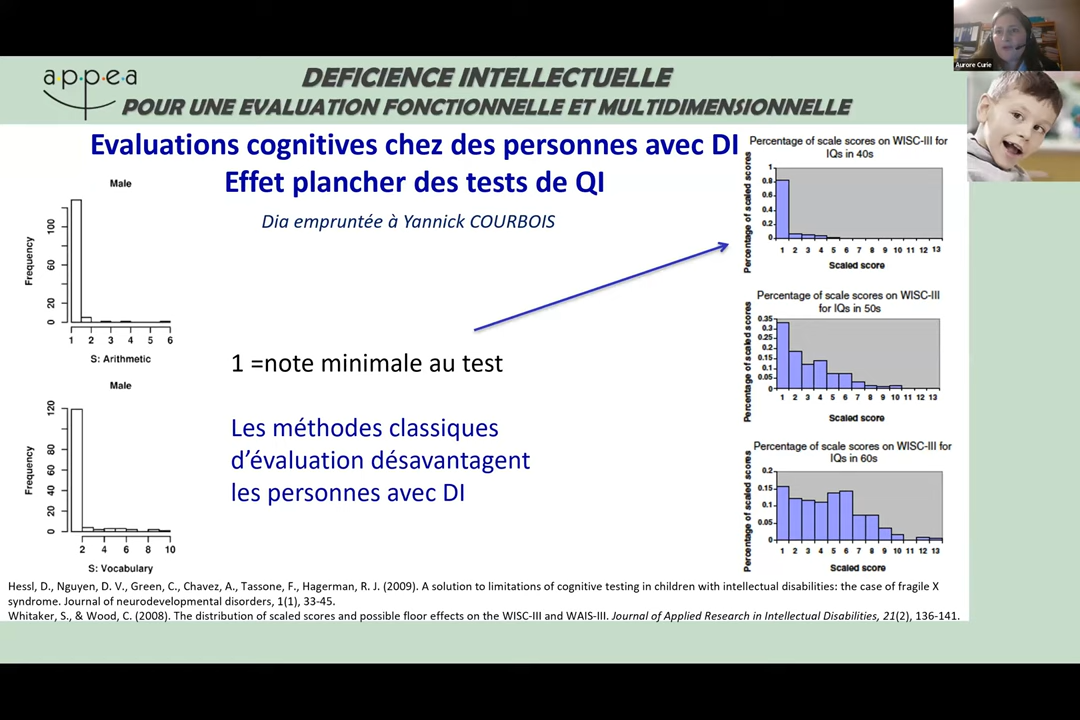 appea
DEFICIENCE INTELLECTUELLE
POUR UNE EVALUATION FONCTIONNELLE ET MULTIDIMENSIONNELLE
Aurore Curie
Evaluations cognitives chez des personnes avec DI
Effet plancher des tests de QI
Dia empruntée à Yannick COURBOIS
Male
Frequency
100
60
20
0
1 2 3 4 5 6
S: Arithmetic
Male
Frequency
120
80
60
40
20
0
2 4 6 8 10
S: Vocabulary
1 =note minimale au test
Les méthodes classiques
d’évaluation désavantagent
les personnes avec DI
Percentage of scale scores on WISC-III for
IQs in 40s
Percentage of scaled scores
1
0.8
0.6
0.4
0.2
0
1 2 3 4 5 6 7 8 9 10 11 12 13
Scaled score
Percentage of scale scores on WISC-III
for IQs in 50s
Percentage of scaled scores
0.35
0.3
0.25
0.2
0.15
0.1
0.05
0
1 2 3 4 5 6 7 8 9 10 11 12 13
Scaled score
Percentage of scale scores on WISC-III for
IQs in 60s
Percentage of scaled scores
0.2
0.15
0.1
0.05
0
1 2 3 4 5 6 7 8 9 10 11 12 13
Scaled score
Hessl, D., Nguyen, D. V., Green, C., Chavez, A., Tassone, F., Hagerman, R. J. (2009). A solution to limitations of cognitive testing in children with intellectual disabilities: the case of fragile X
syndrome. Journal of neurodevelopmental disorders, 1(1), 33-45.
Whitaker, S., & Wood, C. (2008). The distribution of scaled scores and possible floor effects on the WISC-III and WAIS-III. Journal of Applied Research in Intellectual Disabilities, 21(2), 136-141.